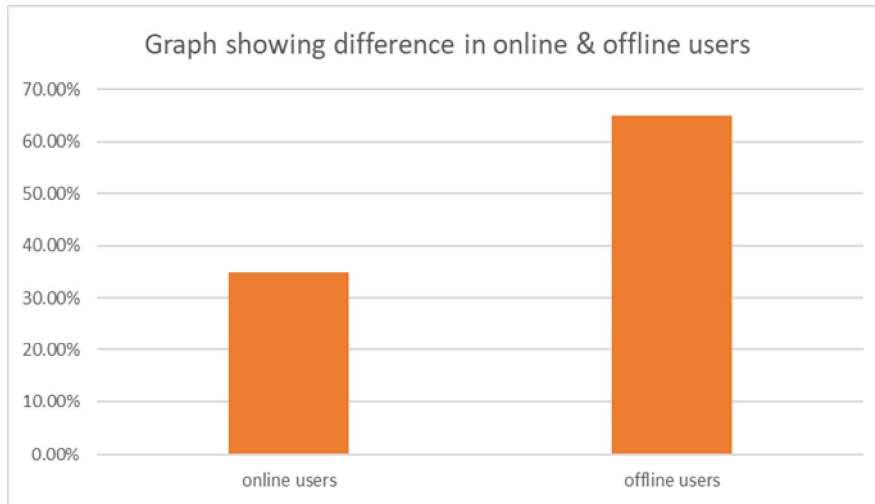 Graph showing difference in online & offline users
70.00%
60.00%
50.00%
40.00%
30.00%
20.00%
10.00%
0.00%
online users
offline users